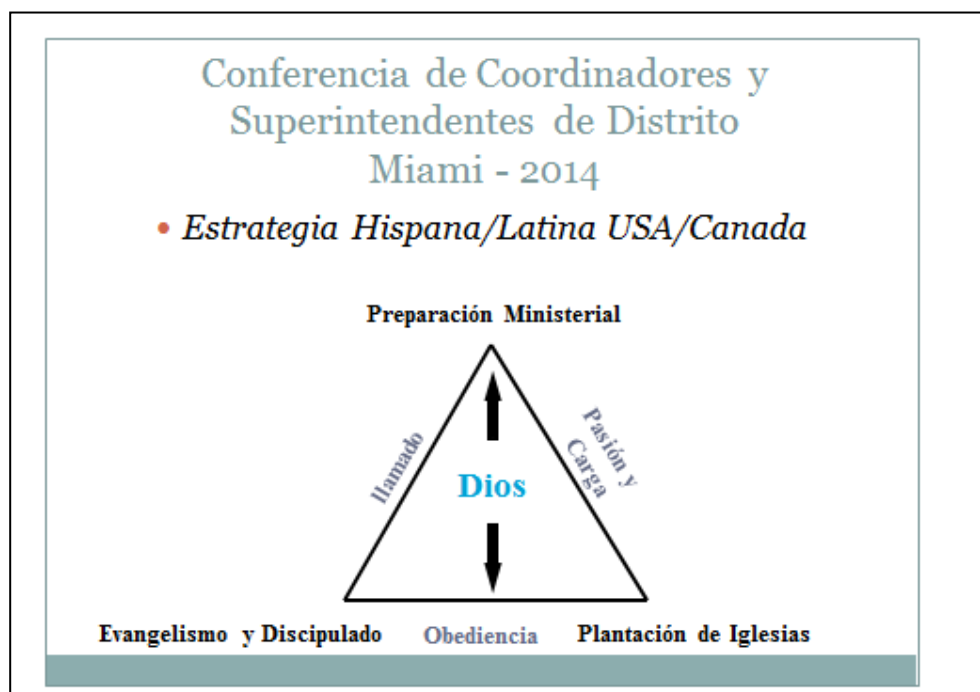 Conferencia de Coordinadores y
Superintendentes de Distrito
Miami - 2014
• Estrategia Hispana/Latina USA/Canada
Preparación Ministerial
llamado
Pasión y
Carga
Dios
Evangelismo y Discipulado Obediencia Plantación de Iglesias